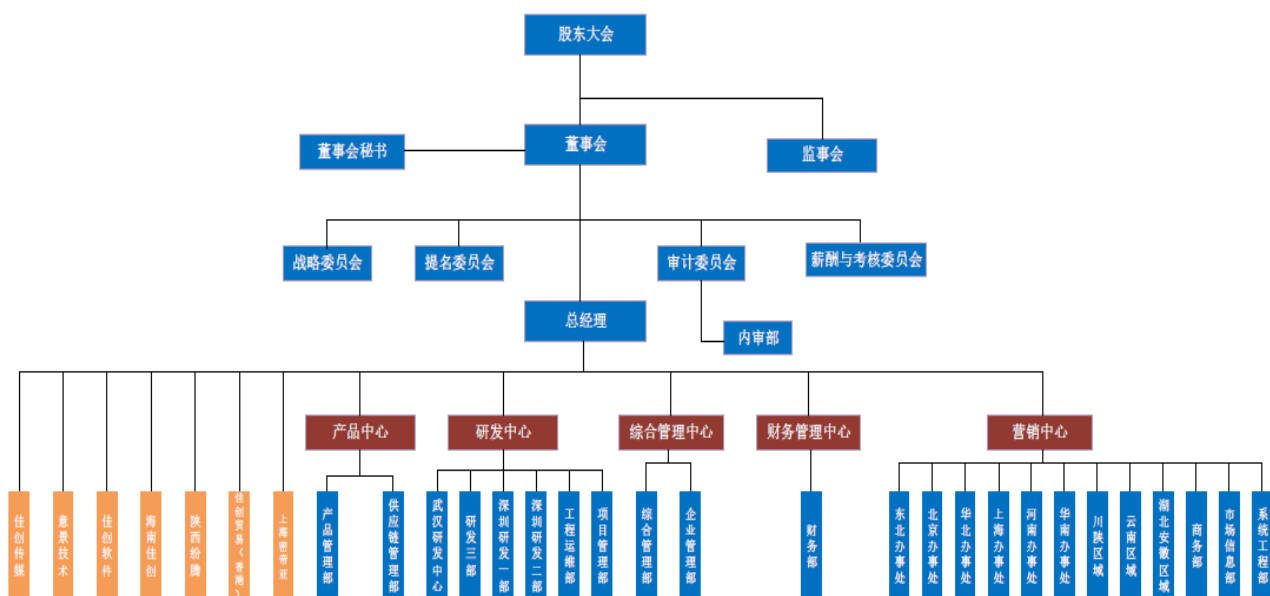 股东大会
董事会秘书
董事会
监事会
战略委员会
提名委员会
审计委员会
薪酬与考核委员会
总经理
内审部
产品中心
研发中心
综合管理中心
财务管理中心
营销中心
佳创传媒
意景技术
佳创软件
海南佳创
陕西纷腾
佳创贸易（香港）
上海密帝亚
产品管理部
供应链管理部
武汉研发中心
研发三部
深圳研发一部
深圳研发二部
工程运维部
项目管理部
综合管理部
企业管理部
财务部
东北办事处
北京办事处
华北办事处
上海办事处
河南办事处
华南办事处
川陕区域
云南区域
湖北安徽区域
商务部
市场信息部
系统工程部